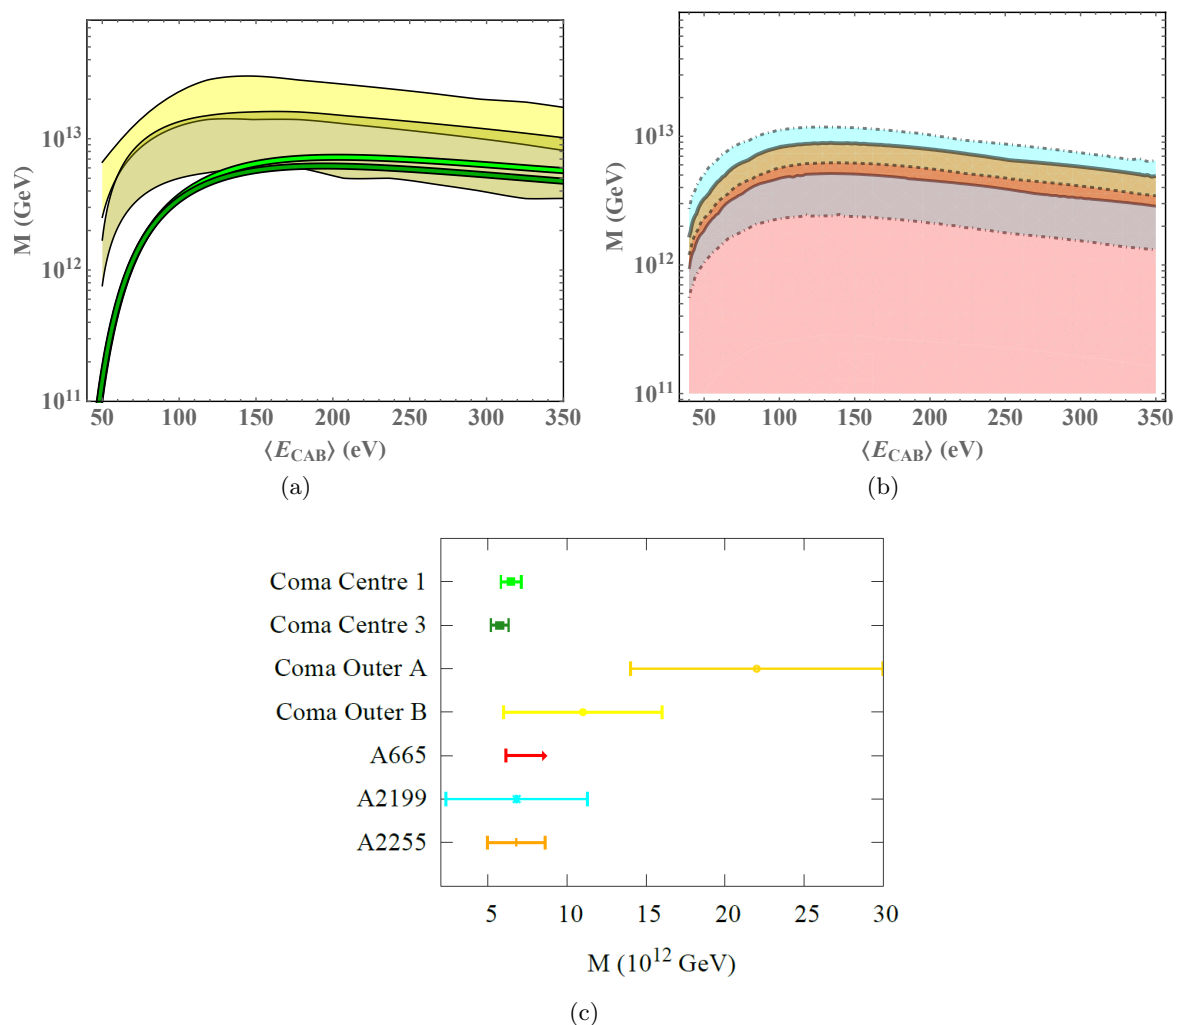 M (GeV)
10^13
10^12
10^11
50 100 150 200 250 300 350
⟨E_CAB⟩ (eV)
(a)
M (GeV)
10^13
10^12
10^11
50 100 150 200 250 300 350
⟨E_CAB⟩ (eV)
(b)
Coma Centre 1
Coma Centre 3
Coma Outer A
Coma Outer B
A665
A2199
A2255
5 10 15 20 25 30
M (10^12 GeV)
(c)